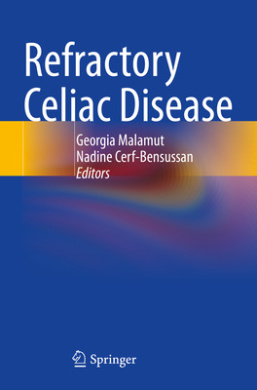 Refractory
Celiac Disease
Georgia Malamut
Nadine Cerf-Bensussan
Editors
Springer